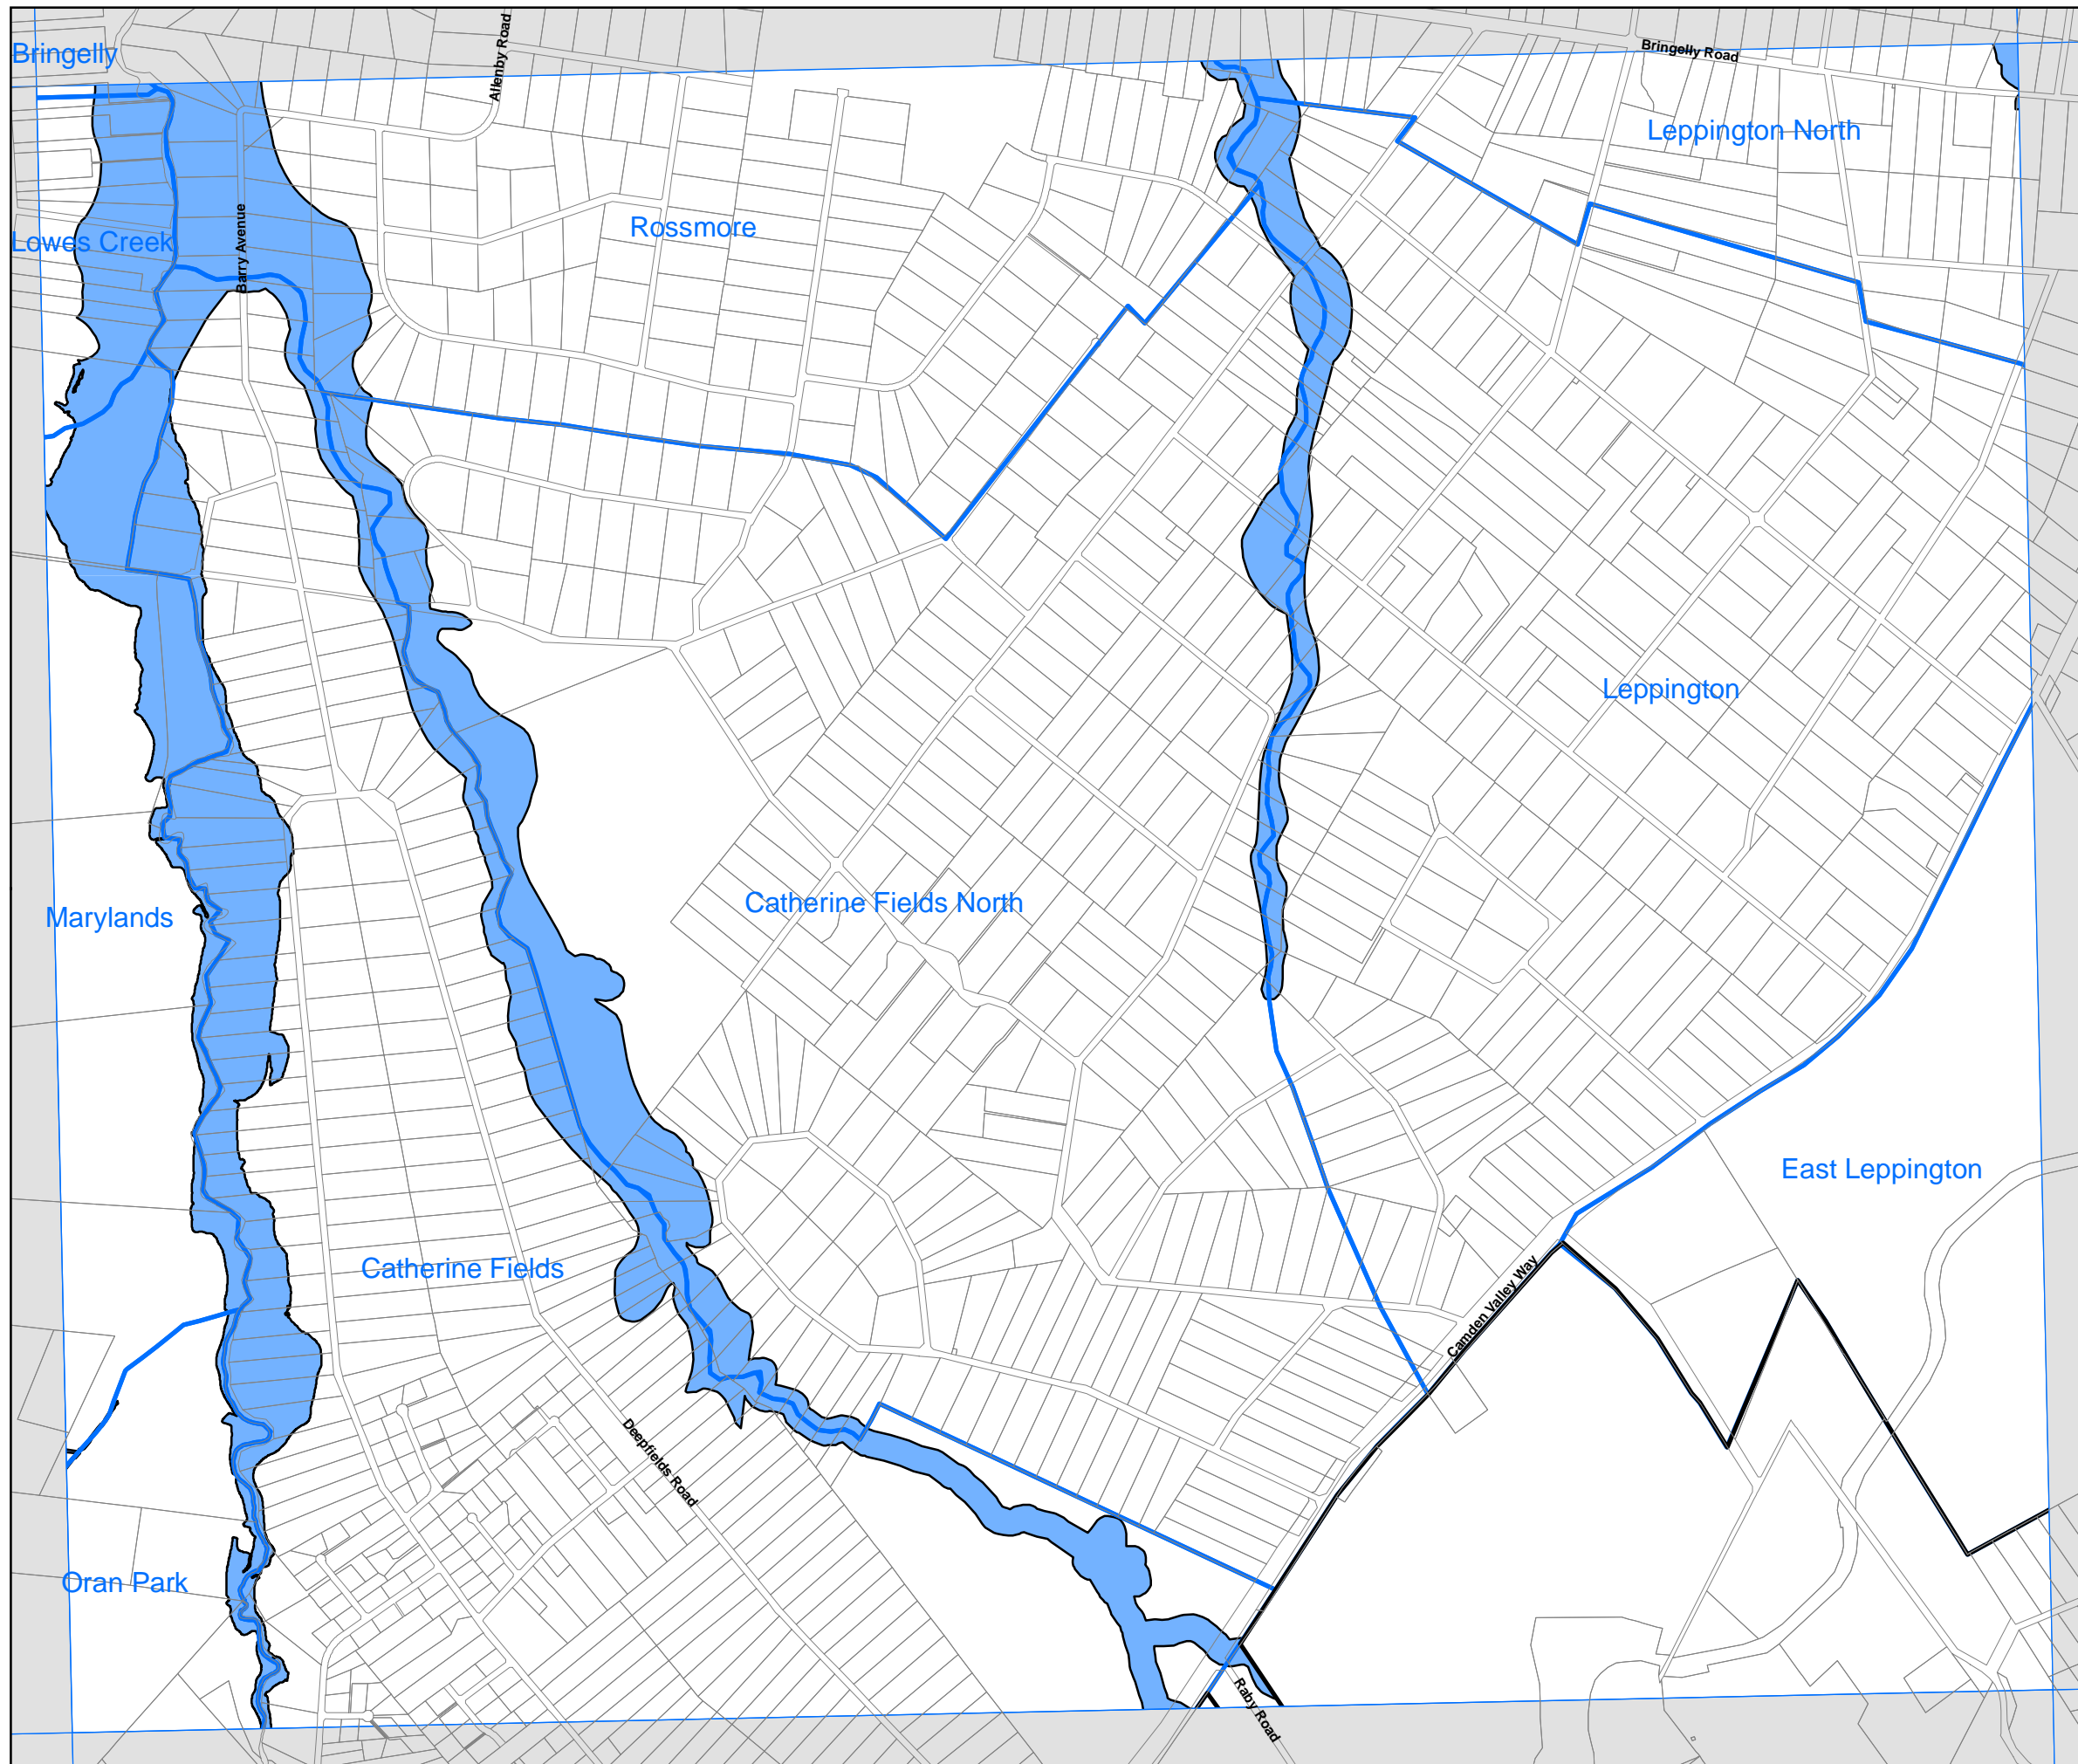 Allenby Road
Bringelly
Bringelly Road
Leppington North
Rossmore
Lowes Creek
Barry Avenue
Leppington
Catherine Fields North
Marylands
East Leppington
Catherine Fields
Camden Valley Way
Deepfields Road
Oran Park
Raby Road